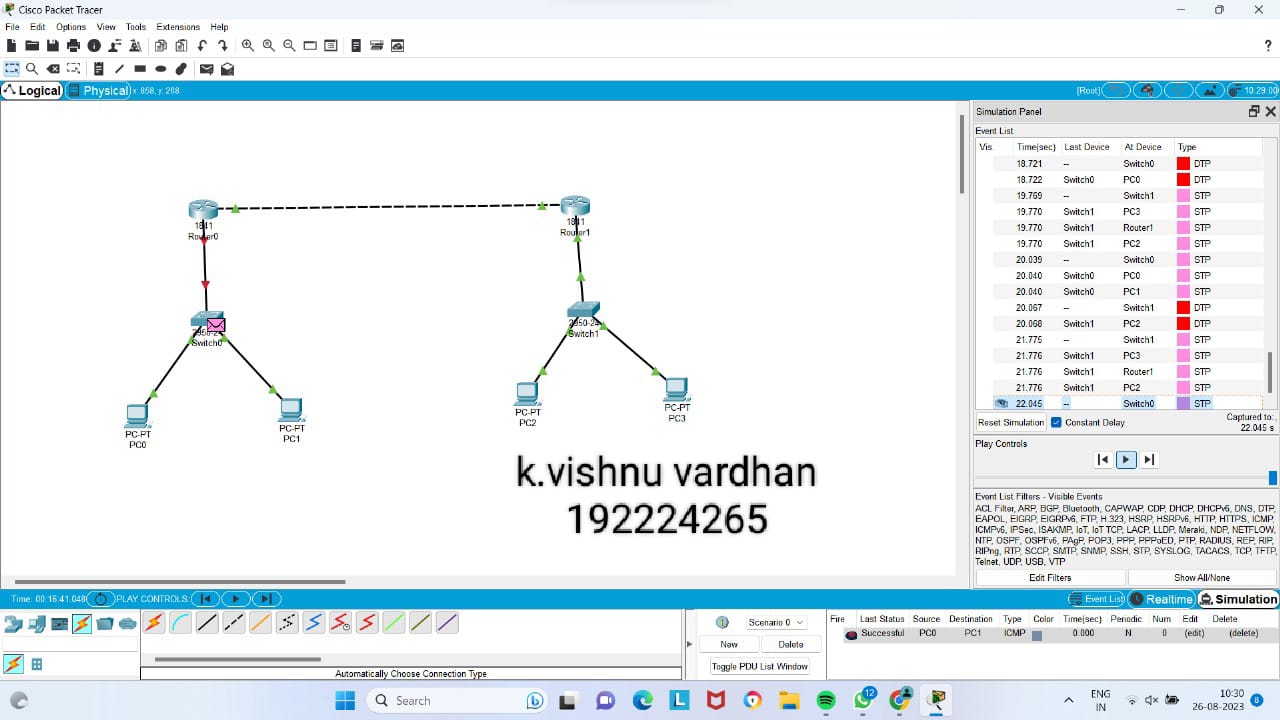 Cisco Packet Tracer
File Edit Options View Tools Extensions Help
?
Logical Physical x: 858, y: 268 [Root] 10:29:00
1841
Router0
1841
Router1
Switch0
2950-24
Switch1
PC-PT
PC0
PC-PT
PC1
PC-PT
PC2
PC-PT
PC3
k.vishnu vardhan
192224265
Simulation Panel
Event List
Vis. Time(sec) Last Device At Device Type
18.721 -- Switch0 DTP
18.722 Switch0 PC0 DTP
19.769 -- Switch1 STP
19.770 Switch1 PC3 STP
19.770 Switch1 Router1 STP
19.770 Switch1 PC2 STP
20.039 -- Switch0 STP
20.040 Switch0 PC0 STP
20.040 Switch0 PC1 STP
20.067 -- Switch1 DTP
20.068 Switch1 PC2 DTP
21.775 -- Switch1 STP
21.776 Switch1 PC3 STP
21.776 Switch1 Router1 STP
21.776 Switch1 PC2 STP
22.045 -- Switch0 STP
Reset Simulation Constant Delay Captured to:
22.045 s
Play Controls
Event List Filters - Visible Events
ACL Filter, ARP, BGP, Bluetooth, CAPWAP, CDP, DHCP, DHCPv6, DNS, DTP,
EAPOL, EIGRP, EIGRPv6, FTP, H.323, HSRP, HSRPv6, HTTP, HTTPS, ICMP,
ICMPv6, IPSec, ISAKMP, IoT, IoT TCP, LACP, LLDP, Meraki, NDP, NETFLOW,
NTP, OSPF, OSPFv6, PAgP, POP3, PPP, PPPoED, PTP, RADIUS, REP, RIP,
RIPng, RTP, SCCP, SMTP, SNMP, SSH, STP, SYSLOG, TACACS, TCP, TFTP,
Telnet, UDP, USB, VTP
Edit Filters Show All/None
Time: 00:16:41.048 PLAY CONTROLS: Event List Realtime Simulation
Automatically Choose Connection Type
Scenario 0
New Delete
Toggle PDU List Window
Fire Last Status Source Destination Type Color Time(sec) Periodic Num Edit Delete
Successful PC0 PC1 ICMP 0.000 N 0 (edit) (delete)
Search 12 ENG 10:30
IN 26-08-2023 8